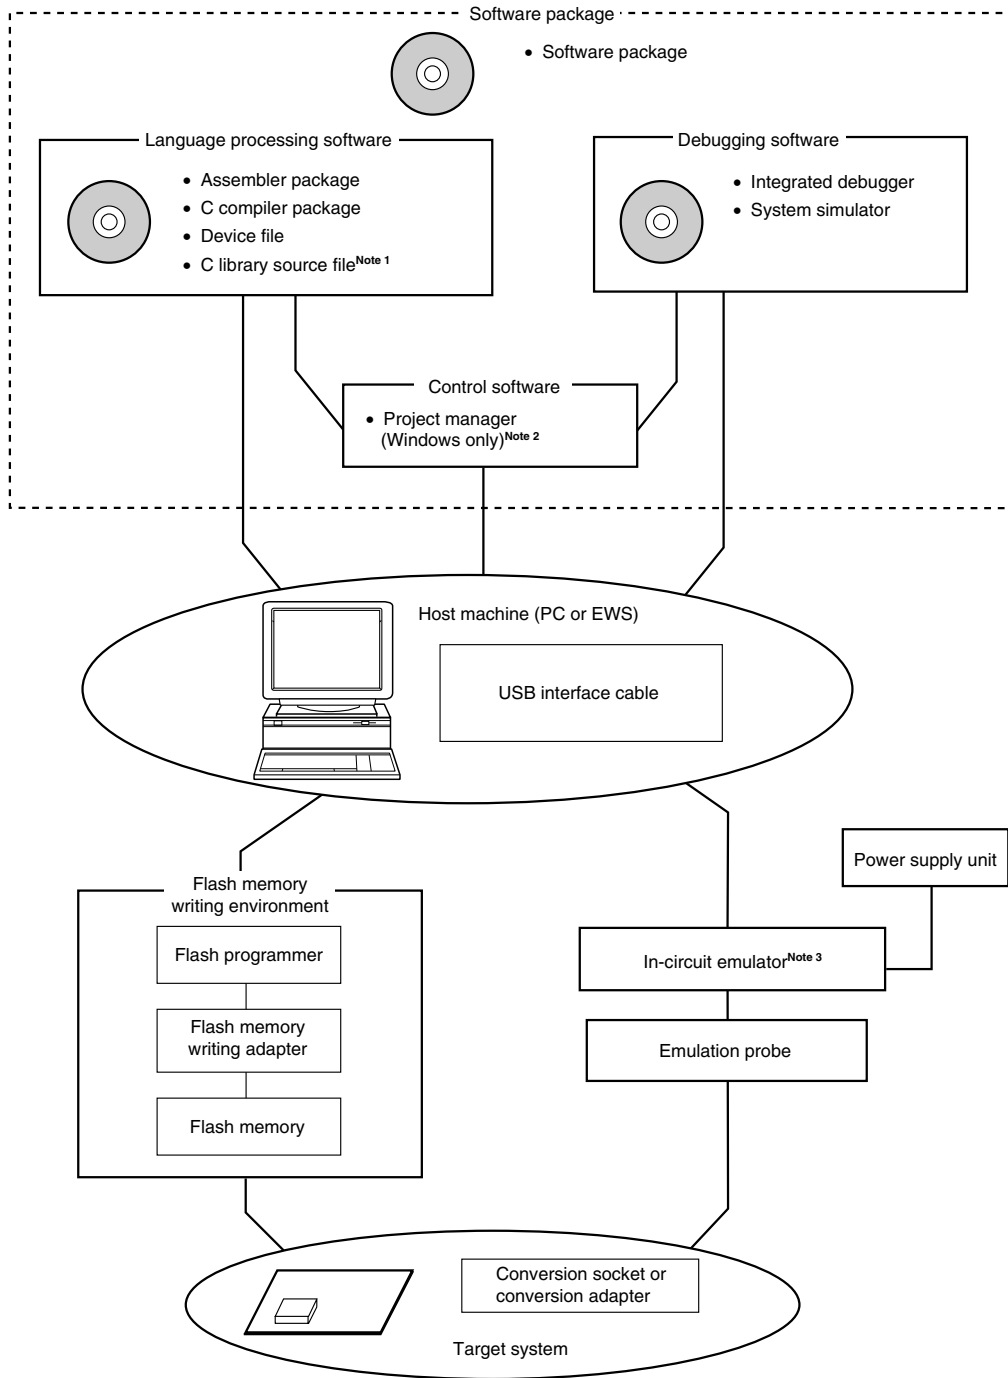 Software package
• Software package
Language processing software
• Assembler package
• C compiler package
• Device file
• C library source fileNote 1
Debugging software
• Integrated debugger
• System simulator
Control software
• Project manager
(Windows only)Note 2
Host machine (PC or EWS)
USB interface cable
Power supply unit
Flash memory
writing environment
Flash programmer
Flash memory
writing adapter
Flash memory
In-circuit emulatorNote 3
Emulation probe
Conversion socket or
conversion adapter
Target system